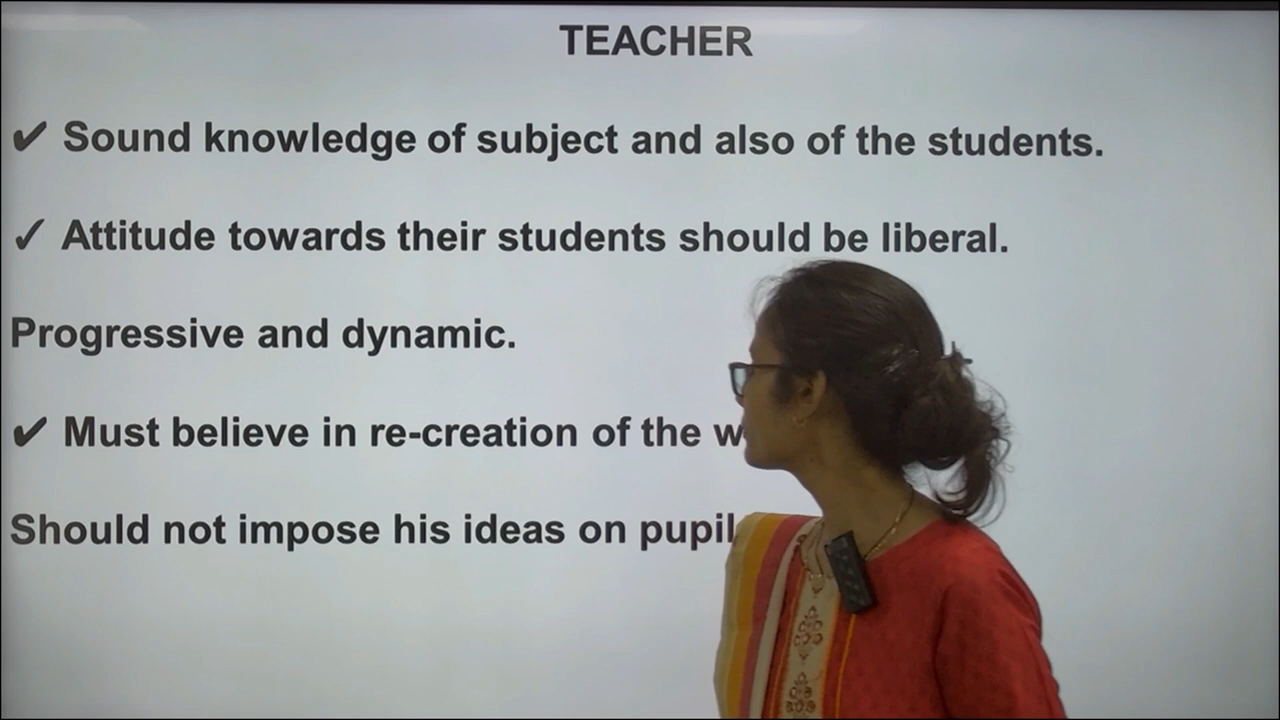 TEACHER
✔ Sound knowledge of subject and also of the students.
✓ Attitude towards their students should be liberal.
Progressive and dynamic.
✔ Must believe in re-creation of the
Should not impose his ideas on pupil